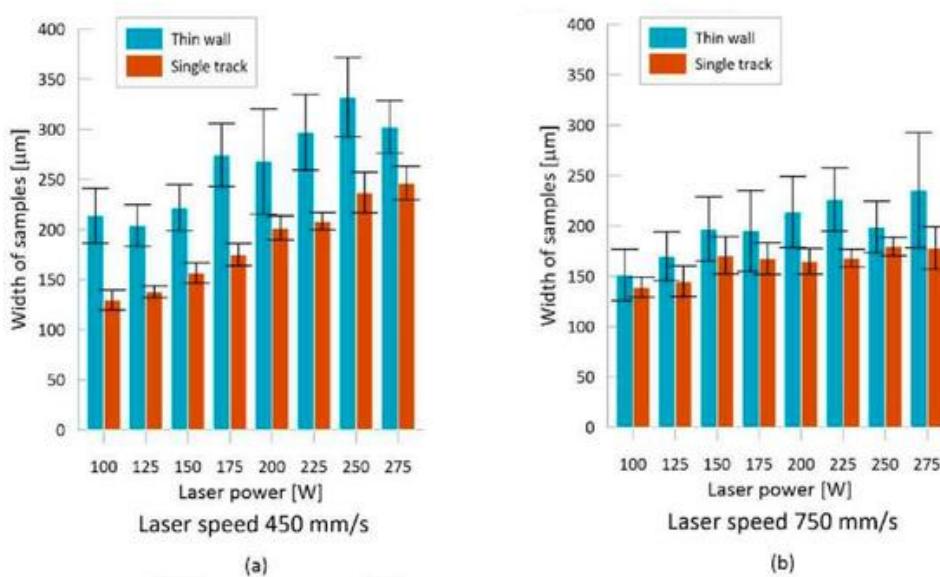 400
350
300
250
200
150
100
50
0
Width of samples [µm]
Thin wall
Single track
100 125 150 175 200 225 250 275
Laser power [W]
Laser speed 450 mm/s
(a)
400
350
300
250
200
150
100
50
0
Width of samples [µm]
Thin wall
Single track
100 125 150 175 200 225 250 275
Laser power [W]
Laser speed 750 mm/s
(b)